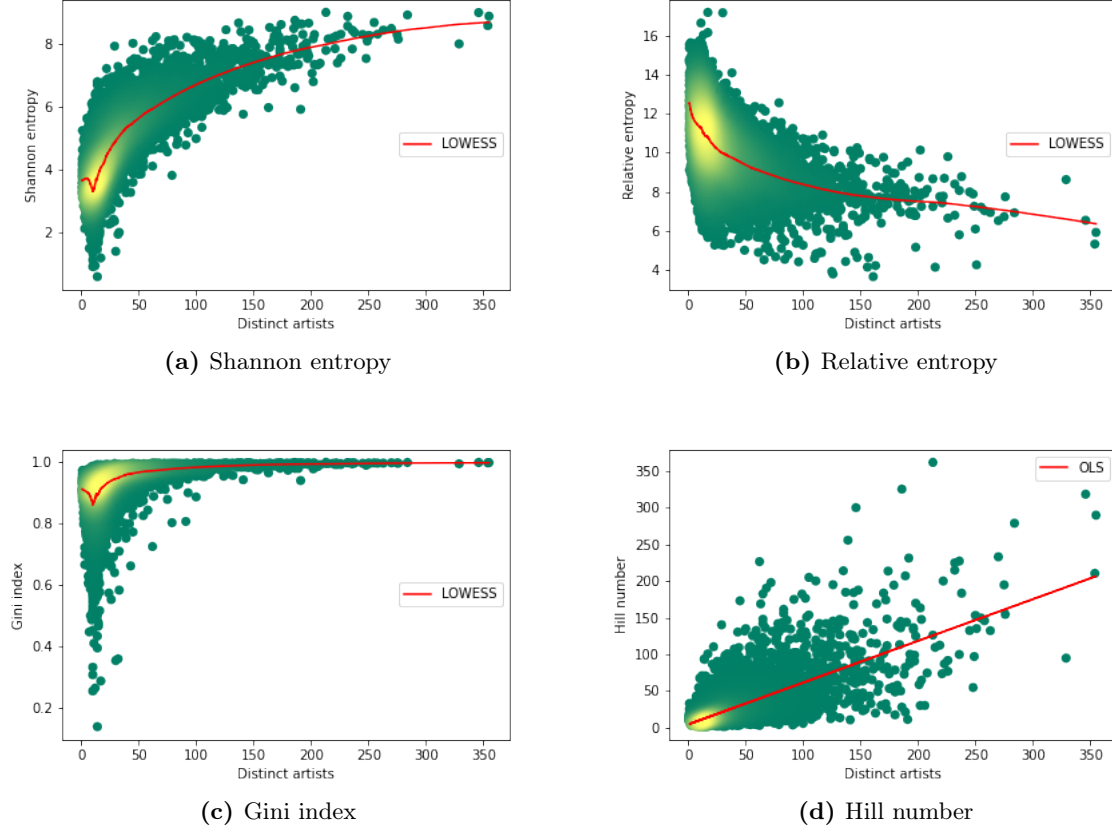 8
6
4
2
Shannon entropy
LOWESS
0 50 100 150 200 250 300 350
Distinct artists
(a) Shannon entropy
16
14
12
10
8
6
4
Relative entropy
LOWESS
0 50 100 150 200 250 300 350
Distinct artists
(b) Relative entropy
1.0
0.8
0.6
0.4
0.2
Gini index
LOWESS
0 50 100 150 200 250 300 350
Distinct artists
(c) Gini index
350
300
250
200
150
100
50
0
Hill number
OLS
0 50 100 150 200 250 300 350
Distinct artists
(d) Hill number